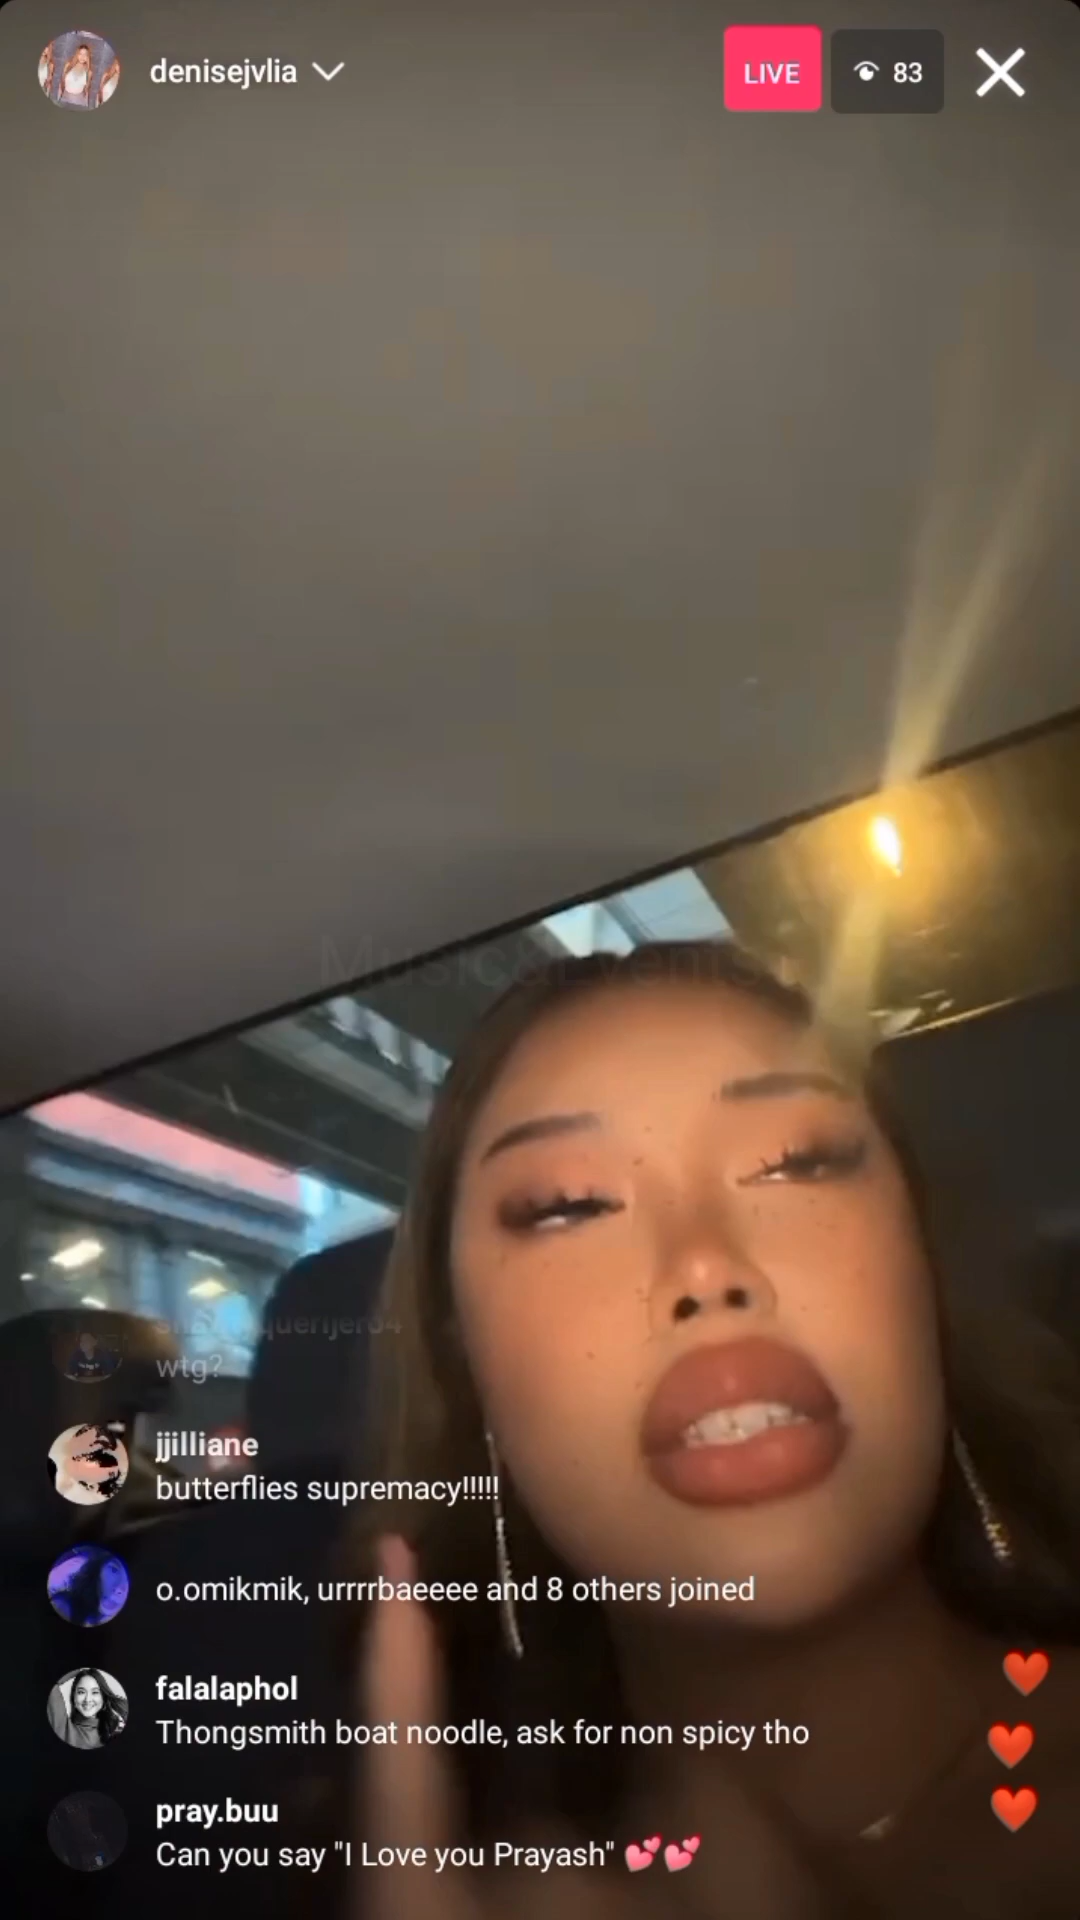 denisejvlia
LIVE
83
wtg?
jjilliane
butterflies supremacy!!!!!
o.omikmik, urrrrbaeeee and 8 others joined
falalaphol
Thongsmith boat noodle, ask for non spicy tho
pray.buu
Can you say "I Love you Prayash" 💕💕